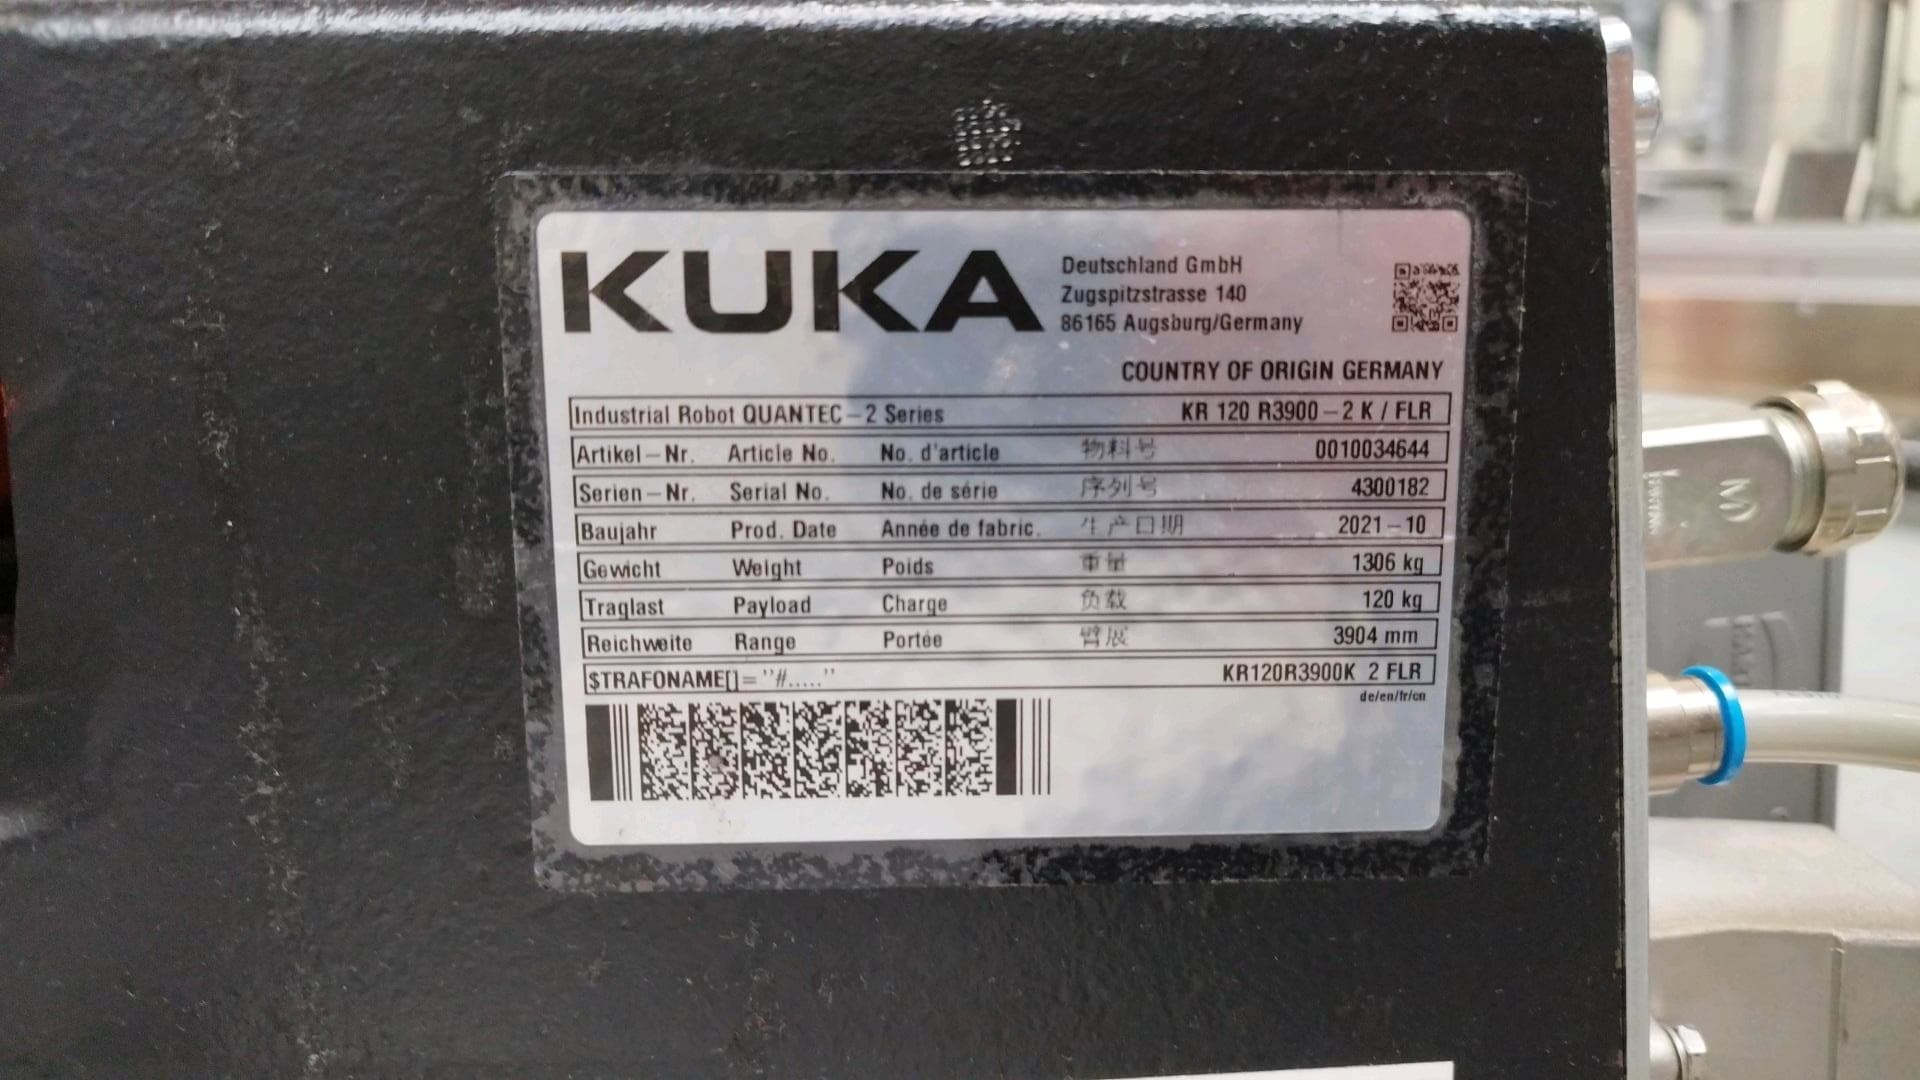 KUKA
Deutschland GmbH
Zugspitzstrasse 140
86165 Augsburg/Germany
COUNTRY OF ORIGIN GERMANY
Industrial Robot QUANTEC-2 Series KR 120 R3900-2 K / FLR
Artikel-Nr. Article No. No. d'article 物料号 0010034644
Serien-Nr. Serial No. No. de série 序列号 4300182
Baujahr Prod. Date Année de fabric. 生产日期 2021-10
Gewicht Weight Poids 重量 1306 kg
Traglast Payload Charge 负载 120 kg
Reichweite Range Portée 臂展 3904 mm
$TRAFONAME[]="#....." KR120R3900K 2 FLR
de/en/fr/cn